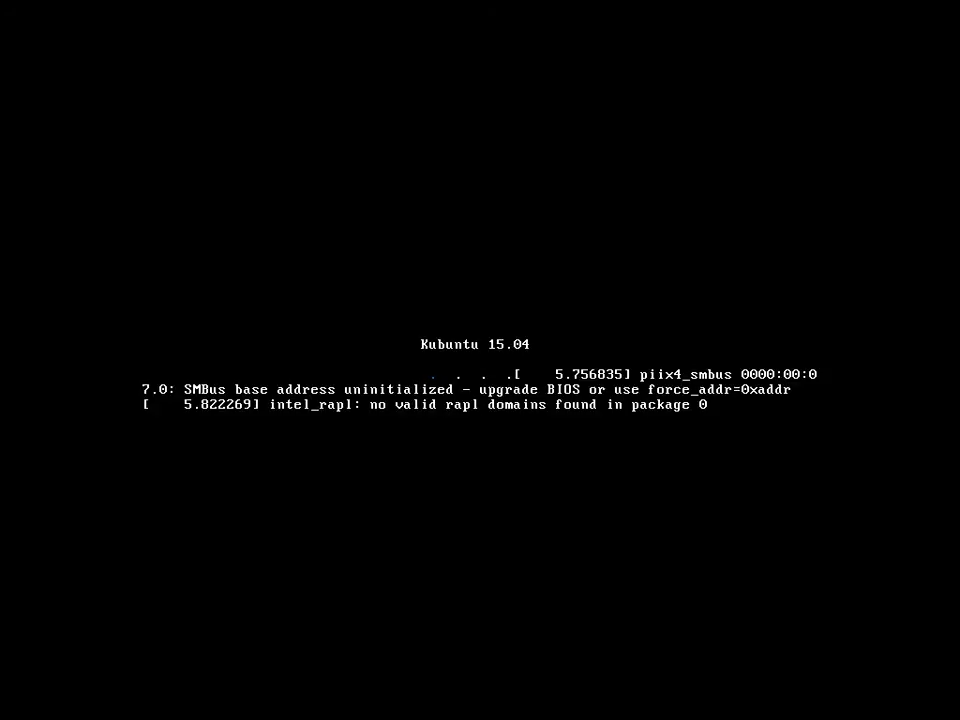 Kubuntu 15.04
. . . .[    5.756835] piix4_smbus 0000:00:0
7.0: SMBus base address uninitialized - upgrade BIOS or use force_addr=0xaddr
[    5.822269] intel_rapl: no valid rapl domains found in package 0